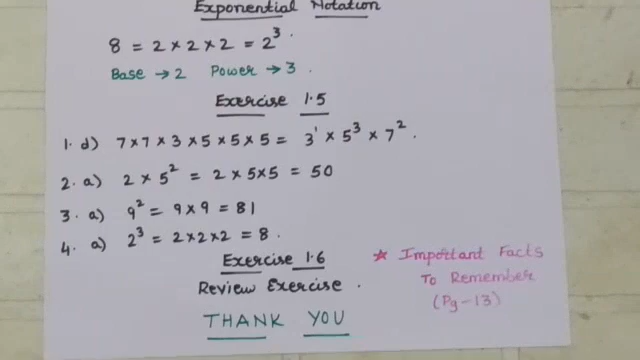 Exponential Notation
8 = 2 × 2 × 2 = 2³.
Base → 2 Power → 3.
Exercise 1.5
1. d) 7 × 7 × 3 × 5 × 5 × 5 = 3¹ × 5³ × 7².
2. a) 2 × 5² = 2 × 5 × 5 = 50
3. a) 9² = 9 × 9 = 81
4. a) 2³ = 2 × 2 × 2 = 8.
Exercise 1.6
Review Exercise.
★ Important Facts
To Remember
(Pg - 13)
THANK YOU